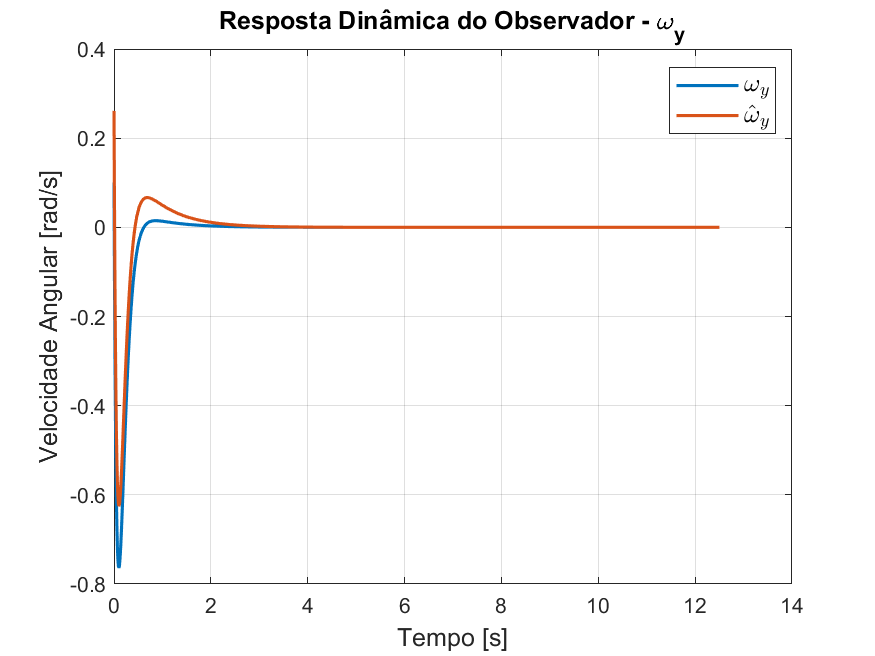 Resposta Dinâmica do Observador - ω_y
ω_y
ω̂_y
0.4
0.2
0
-0.2
-0.4
-0.6
-0.8
Velocidade Angular [rad/s]
0 2 4 6 8 10 12 14
Tempo [s]